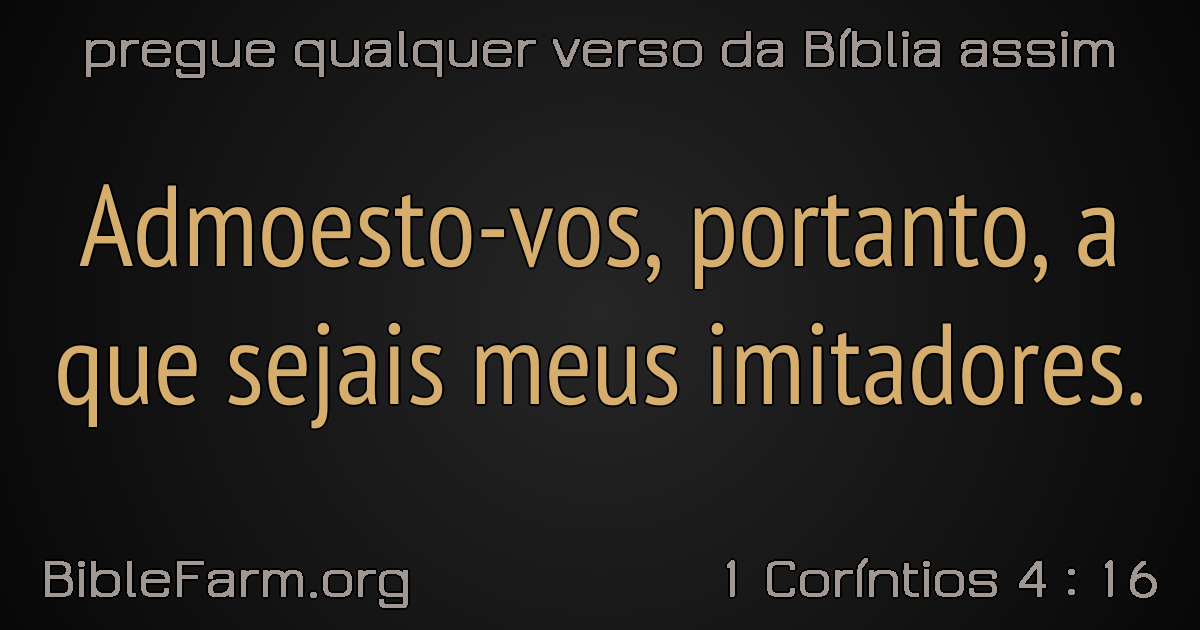 pregue qualquer verso da Bíblia assim
Admoesto-vos, portanto, a
que sejais meus imitadores.
BibleFarm.org
1 Coríntios 4 : 16